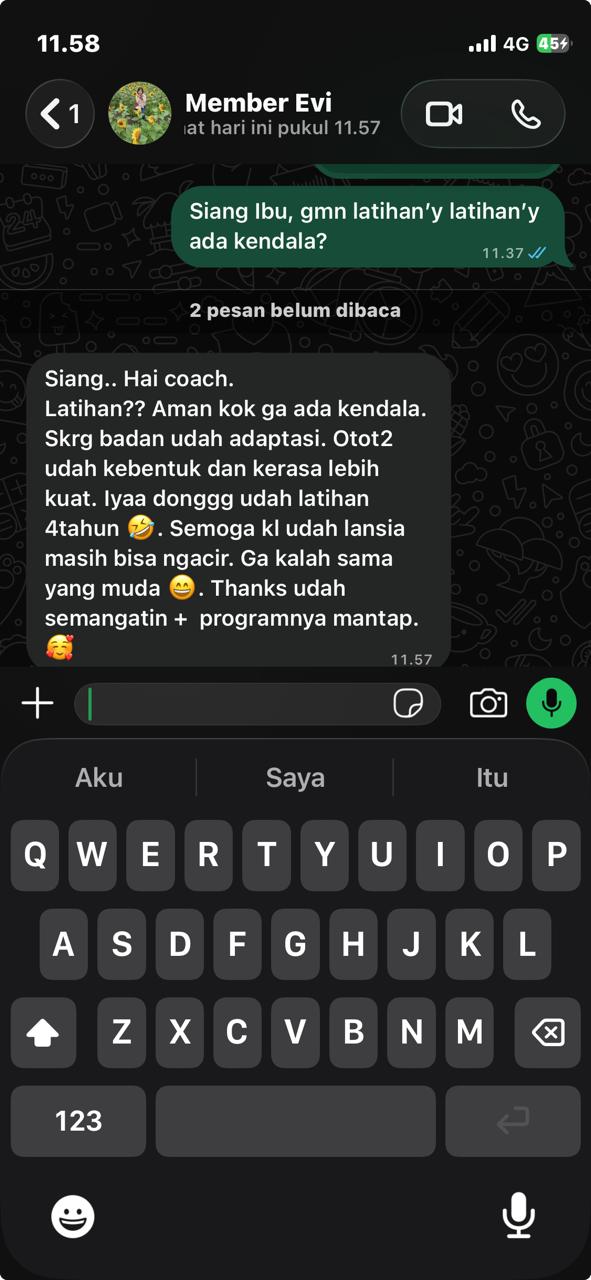 11.58
4G 45
1
Member Evi
at hari ini pukul 11.57
Siang Ibu, gmn latihan’y latihan’y
ada kendala?
11.37
2 pesan belum dibaca
Siang.. Hai coach.
Latihan?? Aman kok ga ada kendala.
Skrg badan udah adaptasi. Otot2
udah kebentuk dan kerasa lebih
kuat. Iyaa donggg udah latihan
4tahun 🤣. Semoga kl udah lansia
masih bisa ngacir. Ga kalah sama
yang muda 😄. Thanks udah
semangatin + programnya mantap.
🥰
11.57
Aku Saya Itu
Q W E R T Y U I O P
A S D F G H J K L
Z X C V B N M
123